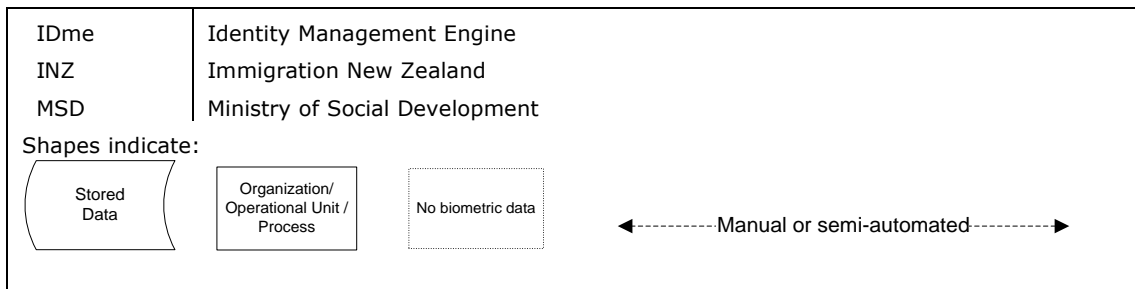 IDme Identity Management Engine
INZ Immigration New Zealand
MSD Ministry of Social Development
Shapes indicate:
Stored
Data
Organization/
Operational Unit /
Process
No biometric data
Manual or semi-automated